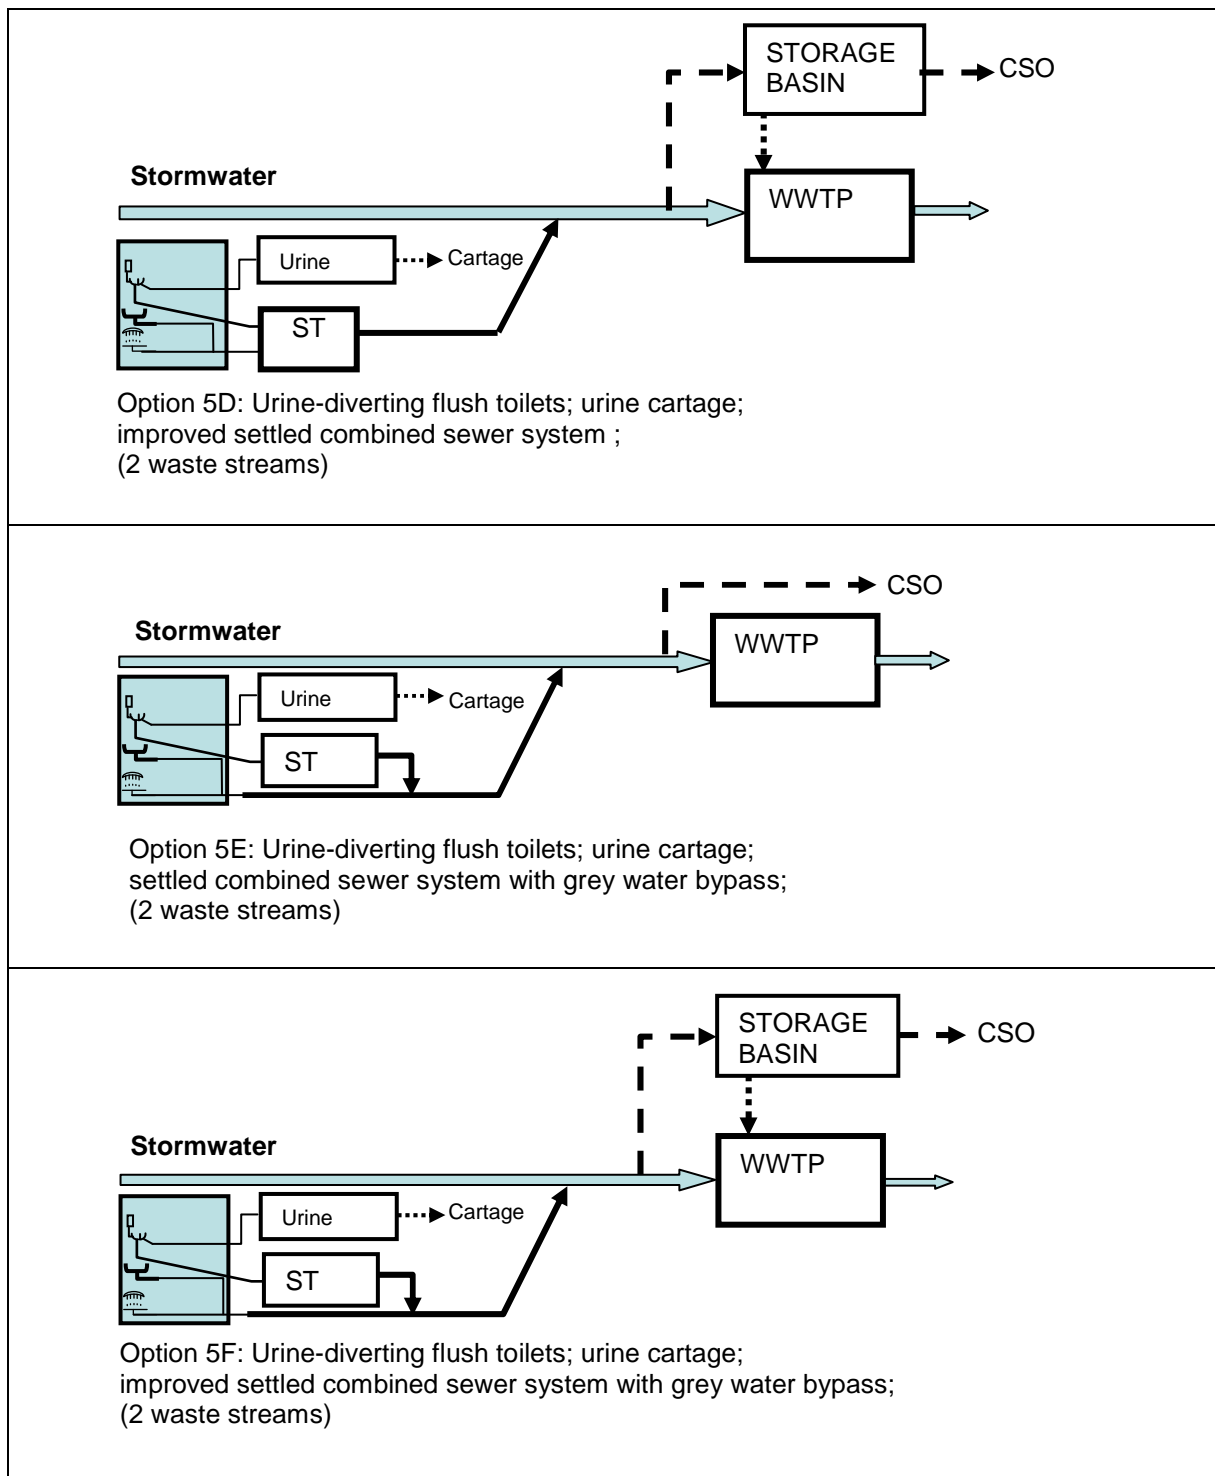 STORAGE
BASIN
CSO
Stormwater
WWTP
Urine
Cartage
ST
Option 5D: Urine-diverting flush toilets; urine cartage;
improved settled combined sewer system ;
(2 waste streams)
CSO
Stormwater
WWTP
Urine
Cartage
ST
Option 5E: Urine-diverting flush toilets; urine cartage;
settled combined sewer system with grey water bypass;
(2 waste streams)
STORAGE
BASIN
CSO
Stormwater
WWTP
Urine
Cartage
ST
Option 5F: Urine-diverting flush toilets; urine cartage;
improved settled combined sewer system with grey water bypass;
(2 waste streams)